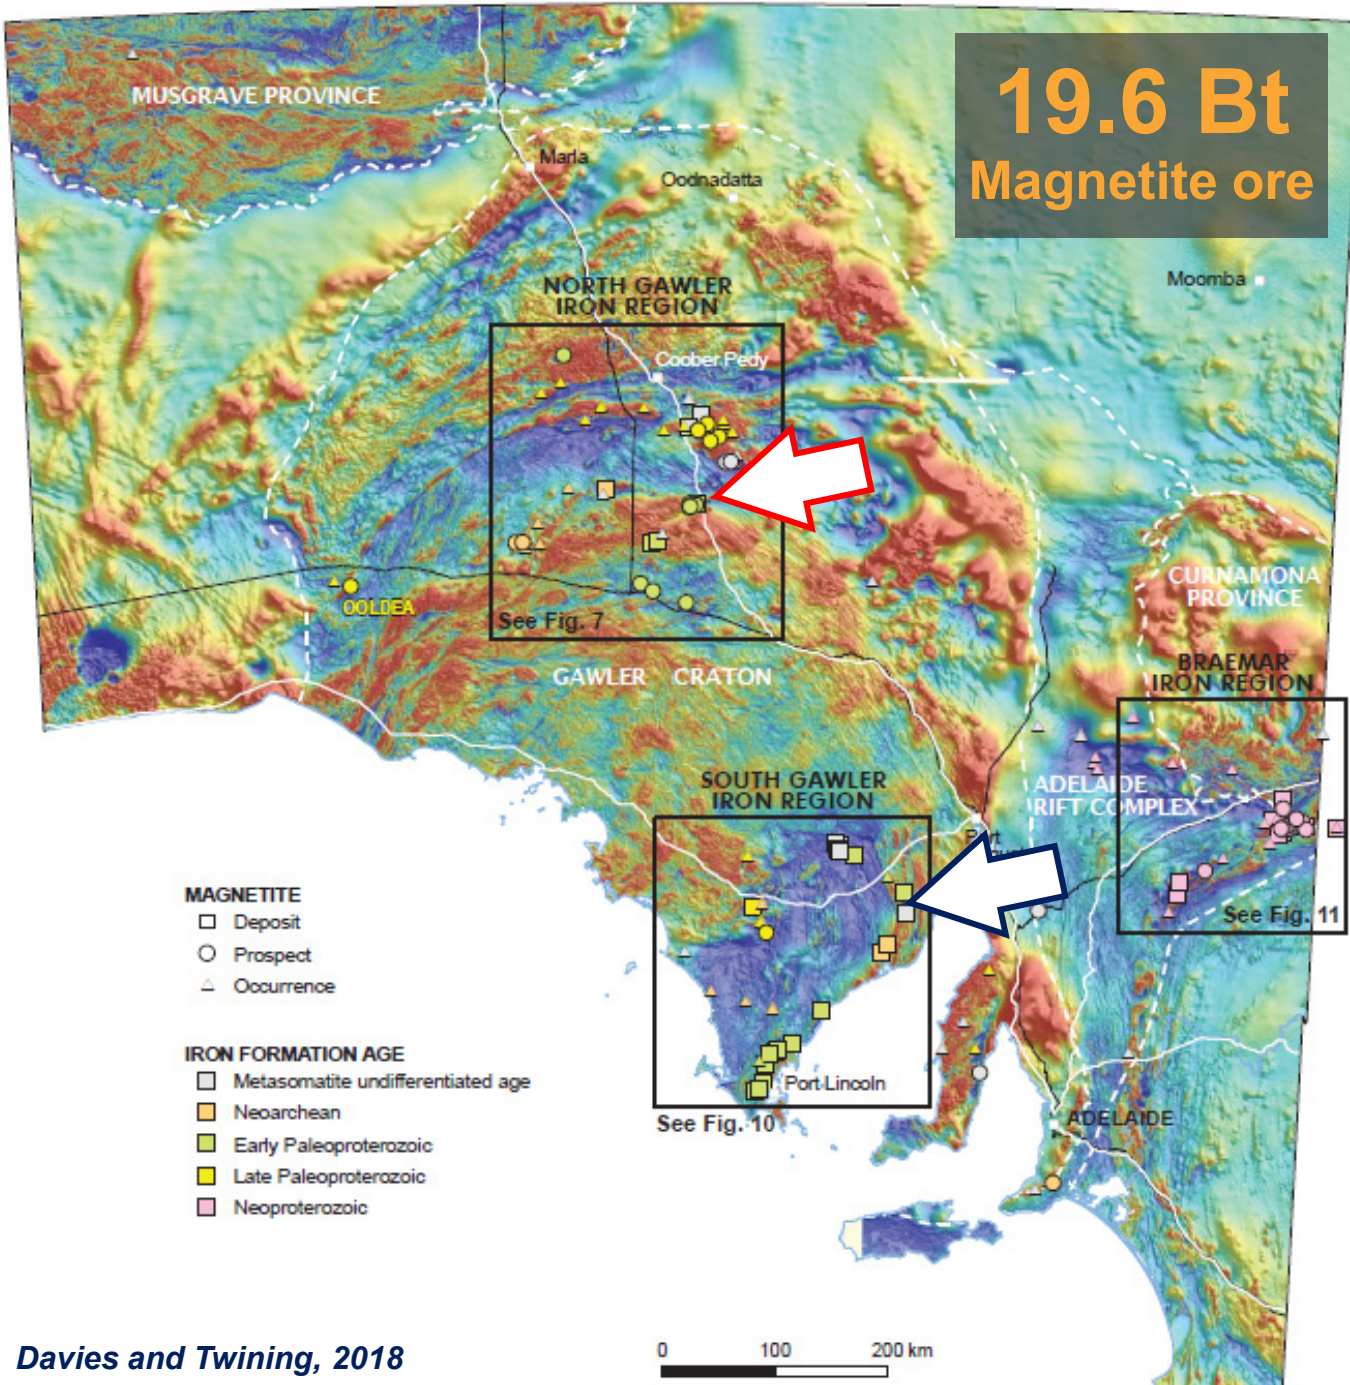 19.6 Bt
Magnetite ore
MUSGRAVE PROVINCE
Marla
Oodnadatta
Moomba
NORTH GAWLER
IRON REGION
Coober Pedy
OOLDEA
See Fig. 7
CURNAMONA
PROVINCE
BRAEMAR
IRON REGION
GAWLER CRATON
SOUTH GAWLER
IRON REGION
ADELAIDE
RIFT COMPLEX
Port
See Fig. 11
MAGNETITE
Deposit
Prospect
Occurrence
IRON FORMATION AGE
Metasomatite undifferentiated age
Neoarchean
Early Paleoproterozoic
Late Paleoproterozoic
Neoproterozoic
Port Lincoln
See Fig. 10
ADELAIDE
Davies and Twining, 2018
0 100 200 km